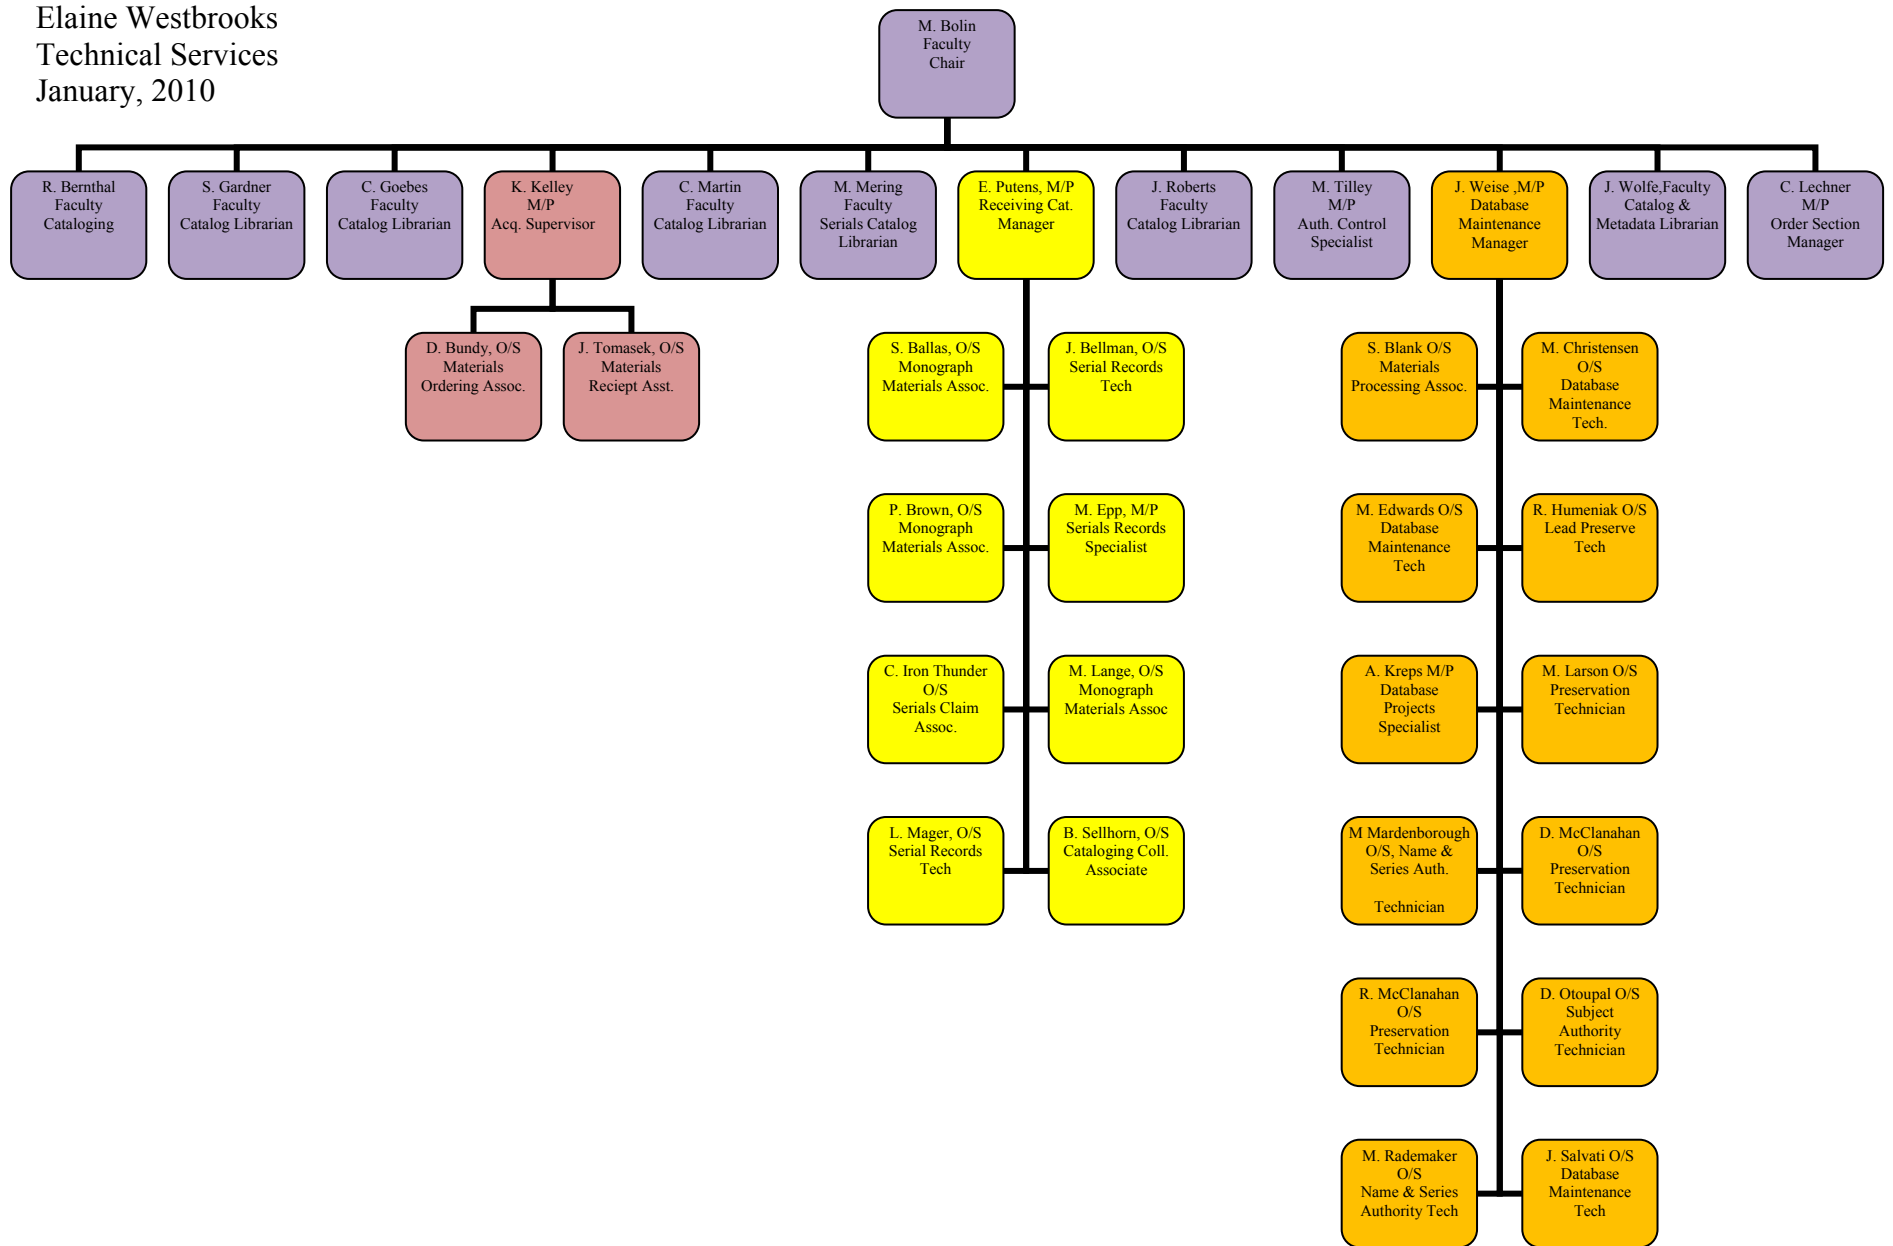 Elaine Westbrooks
Technical Services
January, 2010
M. Bolin
Faculty
Chair
R. Bernthal
Faculty
Cataloging
S. Gardner
Faculty
Catalog Librarian
C. Goebes
Faculty
Catalog Librarian
K. Kelley
M/P
Acq. Supervisor
C. Martin
Faculty
Catalog Librarian
M. Mering
Faculty
Serials Catalog
Librarian
E. Putens, M/P
Receiving Cat.
Manager
J. Roberts
Faculty
Catalog Librarian
M. Tilley
M/P
Auth. Control
Specialist
J. Weise ,M/P
Database
Maintenance
Manager
J. Wolfe,Faculty
Catalog &
Metadata Librarian
C. Lechner
M/P
Order Section
Manager
D. Bundy, O/S
Materials
Ordering Assoc.
J. Tomasek, O/S
Materials
Reciept Asst.
S. Ballas, O/S
Monograph
Materials Assoc.
J. Bellman, O/S
Serial Records
Tech
S. Blank O/S
Materials
Processing Assoc.
M. Christensen
O/S
Database
Maintenance
Tech.
P. Brown, O/S
Monograph
Materials Assoc.
M. Epp, M/P
Serials Records
Specialist
M. Edwards O/S
Database
Maintenance
Tech
R. Humeniak O/S
Lead Preserve
Tech
C. Iron Thunder
O/S
Serials Claim
Assoc.
M. Lange, O/S
Monograph
Materials Assoc
A. Kreps M/P
Database
Projects
Specialist
M. Larson O/S
Preservation
Technician
L. Mager, O/S
Serial Records
Tech
B. Sellhorn, O/S
Cataloging Coll.
Associate
M Mardenborough
O/S, Name &
Series Auth.
Technician
D. McClanahan
O/S
Preservation
Technician
R. McClanahan
O/S
Preservation
Technician
D. Otoupal O/S
Subject
Authority
Technician
M. Rademaker
O/S
Name & Series
Authority Tech
J. Salvati O/S
Database
Maintenance
Tech